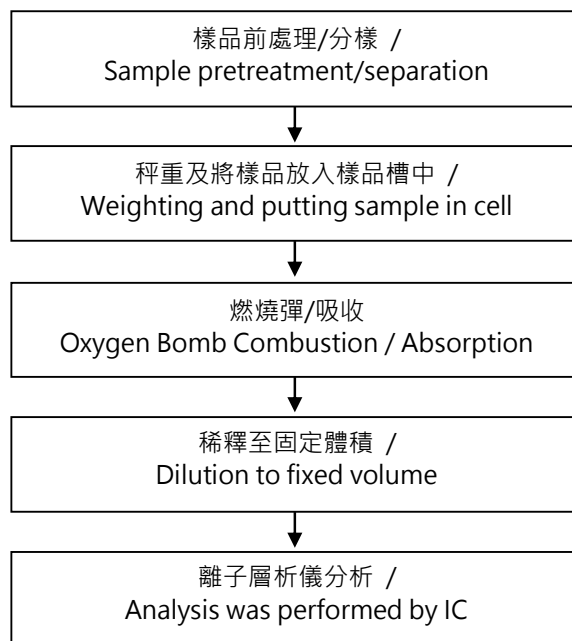 樣品前處理/分樣 /
Sample pretreatment/separation
秤重及將樣品放入樣品槽中 /
Weighting and putting sample in cell
燃燒彈/吸收
Oxygen Bomb Combustion / Absorption
稀釋至固定體積 /
Dilution to fixed volume
離子層析儀分析 /
Analysis was performed by IC